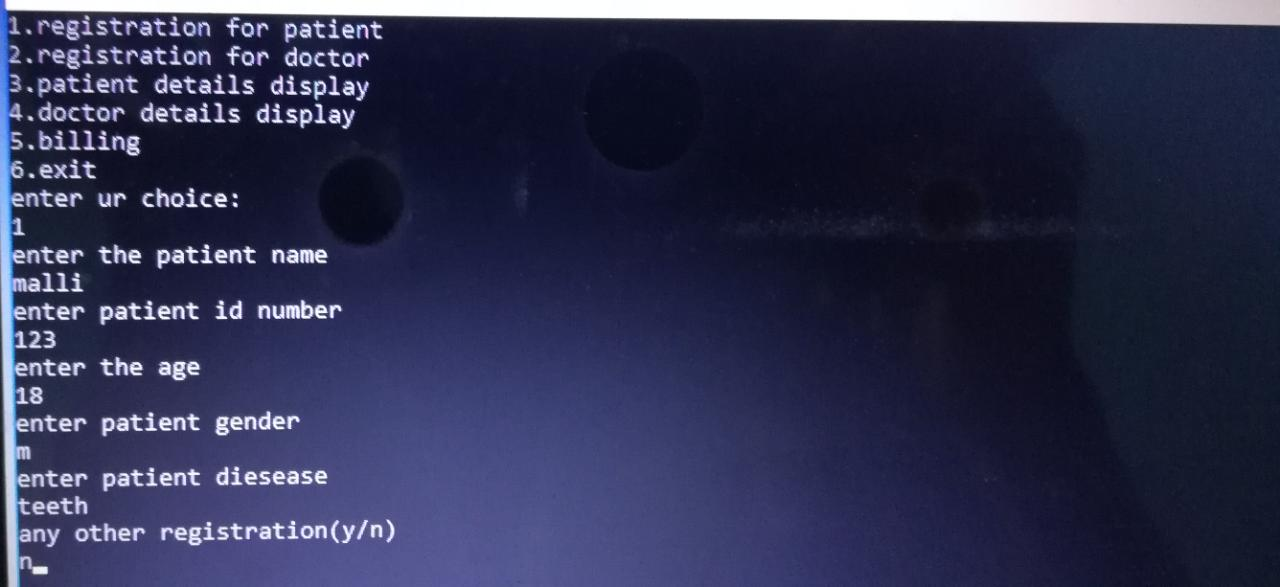 1.registration for patient
2.registration for doctor
3.patient details display
4.doctor details display
5.billing
6.exit
enter ur choice:
1
enter the patient name
malli
enter patient id number
123
enter the age
18
enter patient gender
m
enter patient diesease
teeth
any other registration(y/n)
n